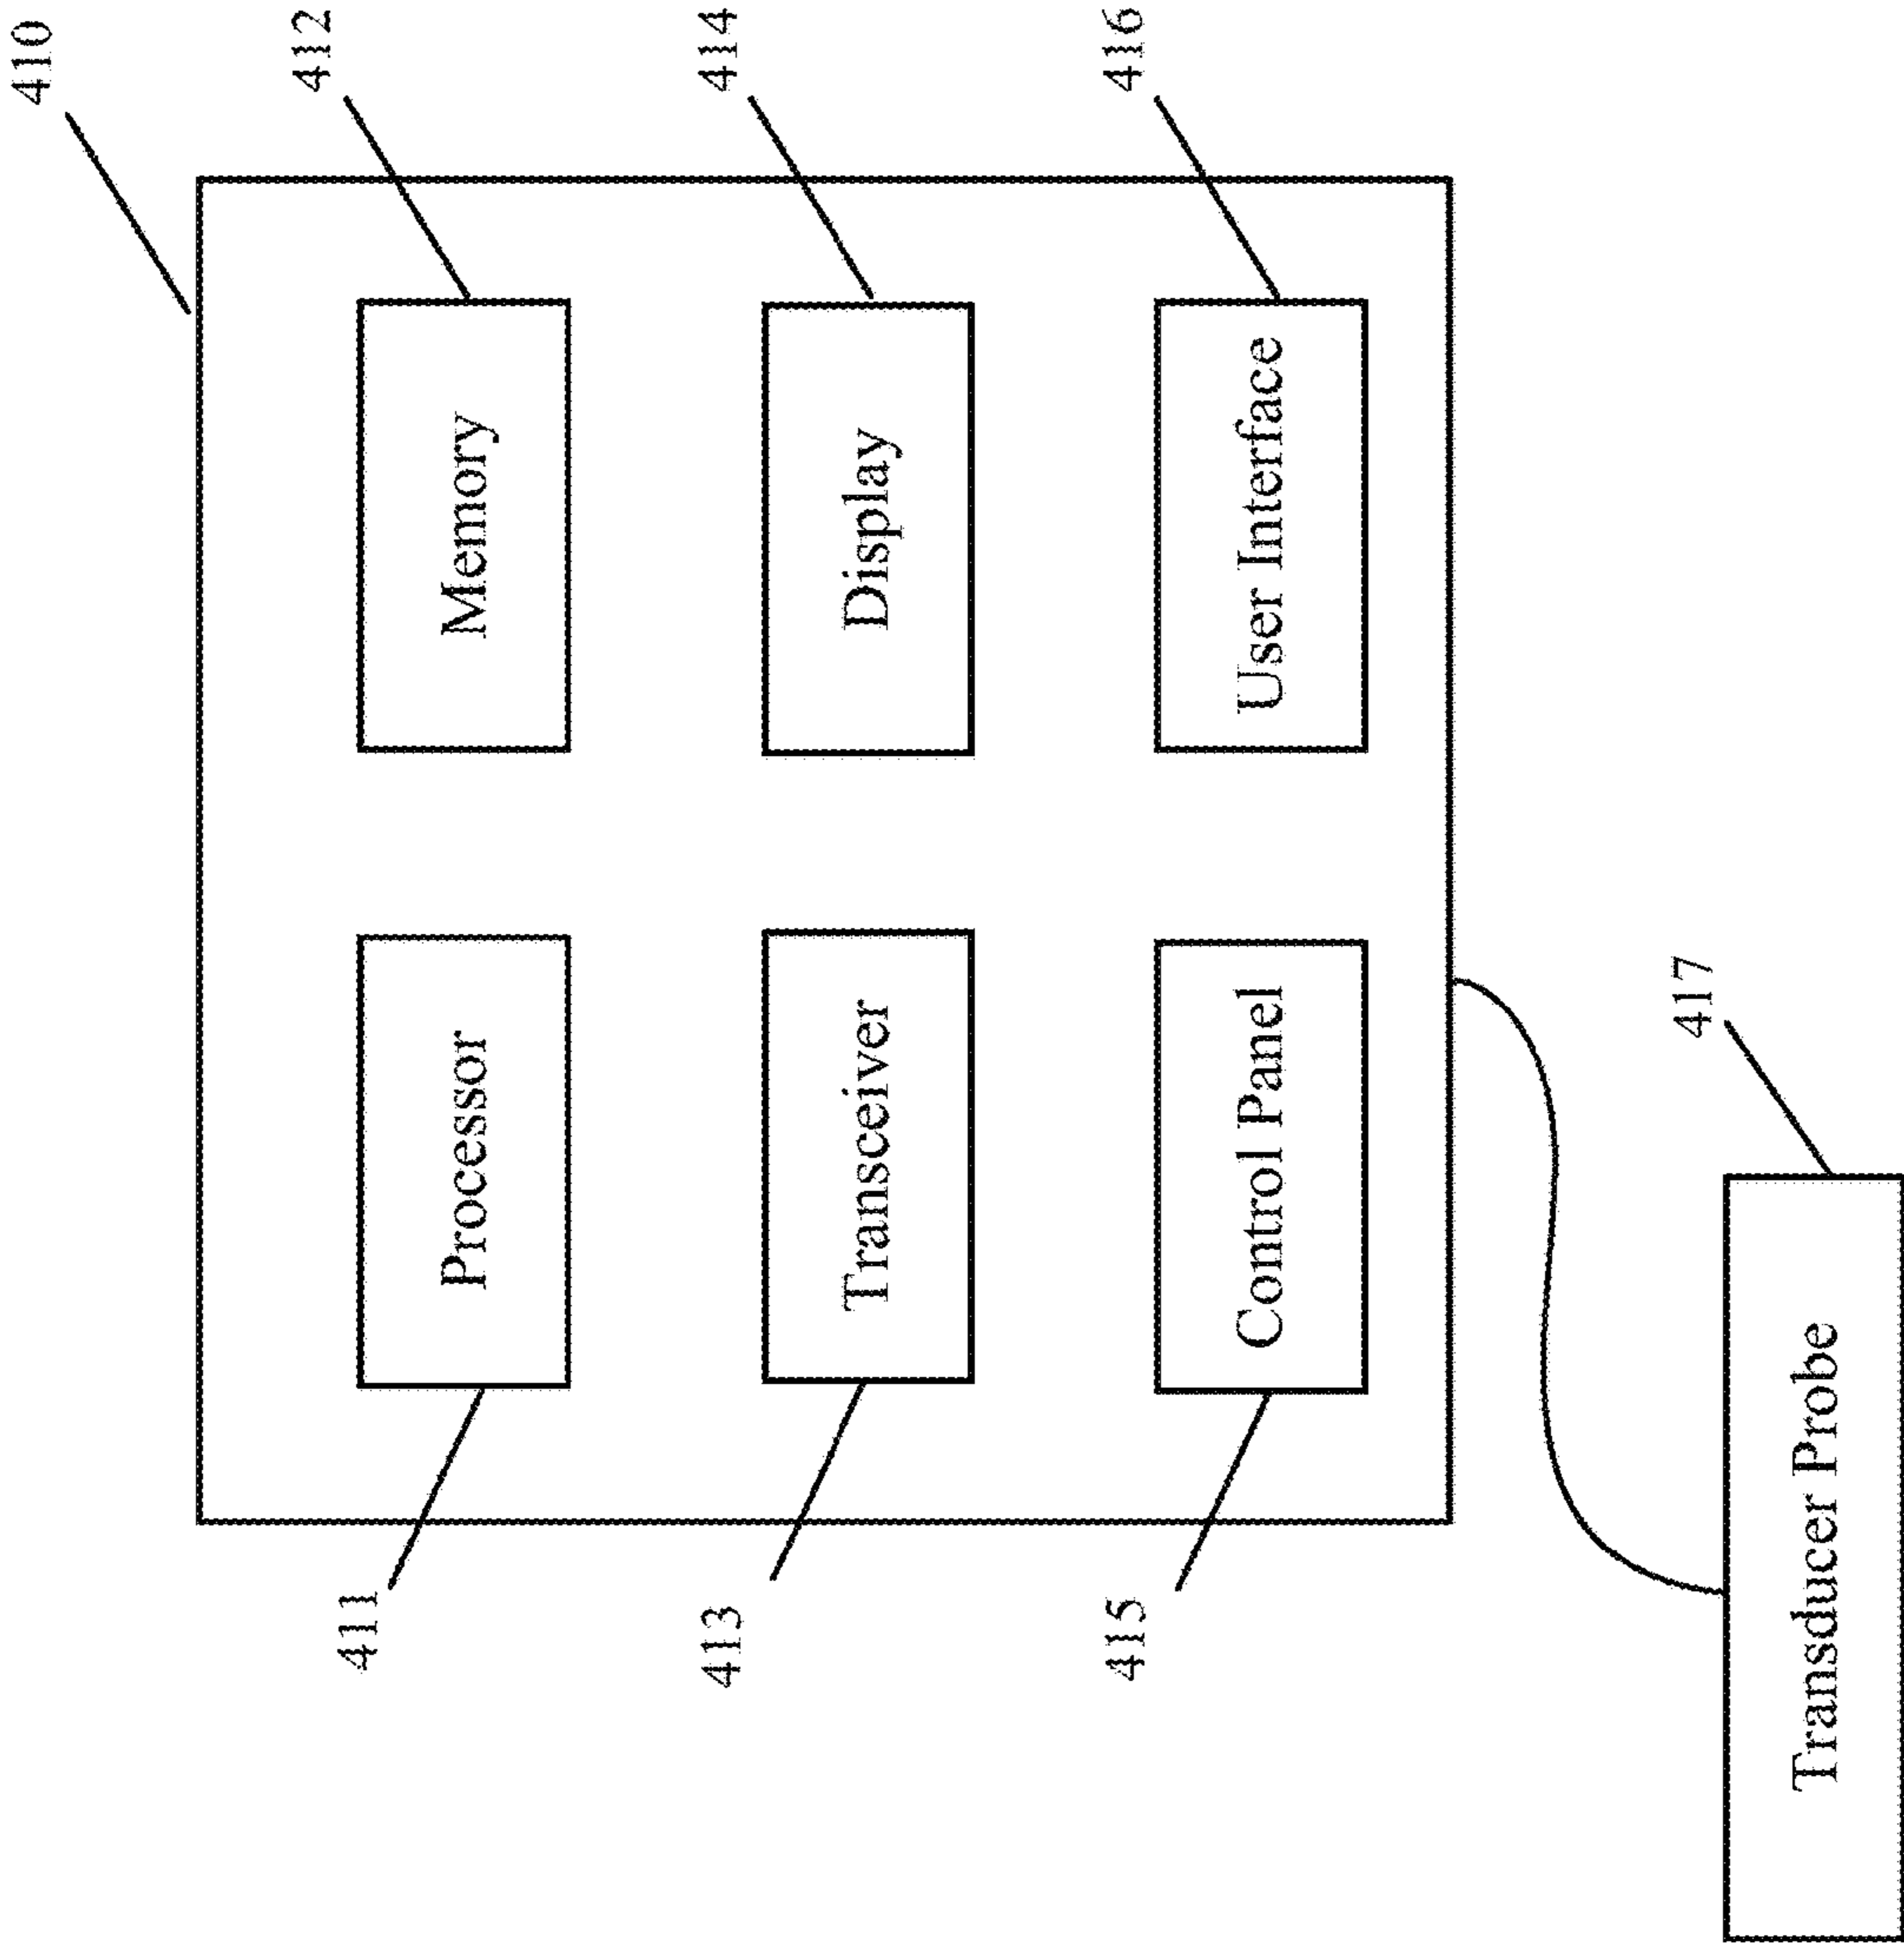 410
412
414
416
Memory
Display
User Interface
Processor
Transceiver
Control Panel
411
413
415
417
Transducer Probe